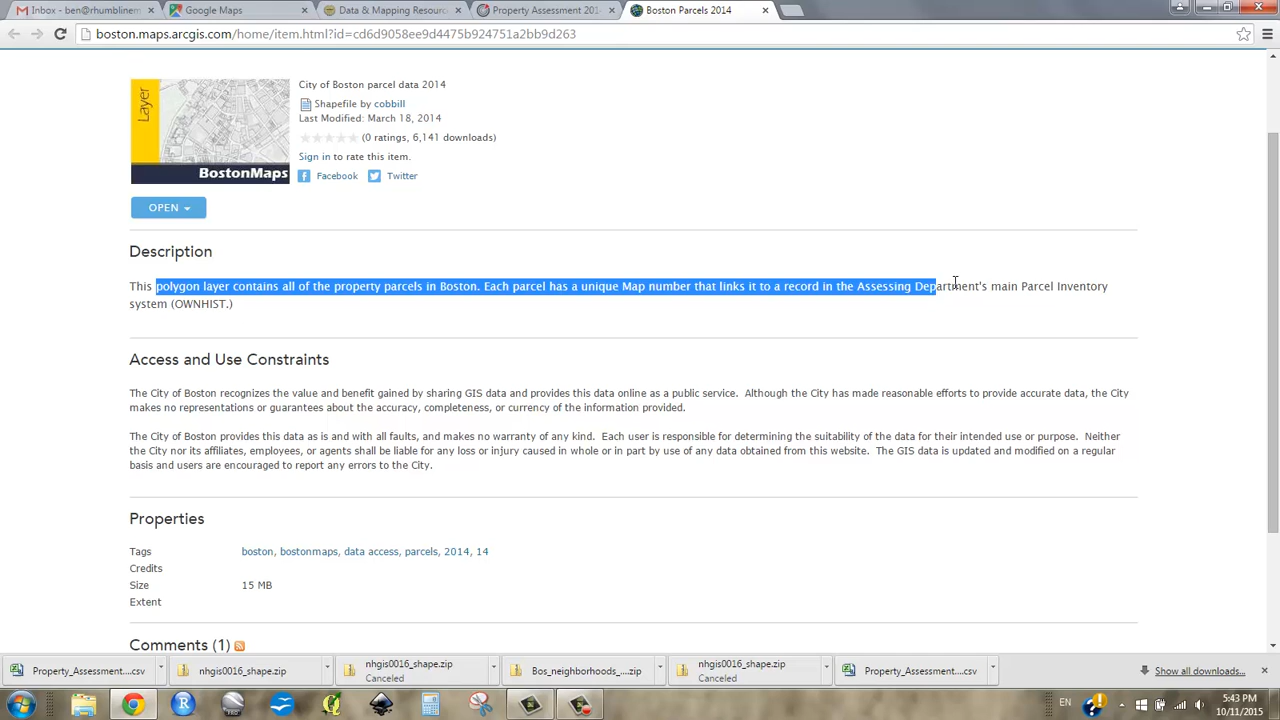 Inbox - ben@rhumblinem
Google Maps
Data & Mapping Resourc
Property Assessment 201
Boston Parcels 2014
boston.maps.arcgis.com/home/item.html?id=cd6d9058ee9d4475b924751a2bb9d263
Layer
BostonMaps
City of Boston parcel data 2014
Shapefile by cobbill
Last Modified: March 18, 2014
(0 ratings, 6,141 downloads)
Sign in to rate this item.
Facebook Twitter
OPEN
Description
This polygon layer contains all of the property parcels in Boston. Each parcel has a unique Map number that links it to a record in the Assessing Department's main Parcel Inventory
system (OWNHIST.)
Access and Use Constraints
The City of Boston recognizes the value and benefit gained by sharing GIS data and provides this data online as a public service. Although the City has made reasonable efforts to provide accurate data, the City
makes no representations or guarantees about the accuracy, completeness, or currency of the information provided.
The City of Boston provides this data as is and with all faults, and makes no warranty of any kind. Each user is responsible for determining the suitability of the data for their intended use or purpose. Neither
the City nor its affiliates, employees, or agents shall be liable for any loss or injury caused in whole or in part by use of any data obtained from this website. The GIS data is updated and modified on a regular
basis and users are encouraged to report any errors to the City.
Properties
Tags boston, bostonmaps, data access, parcels, 2014, 14
Credits
Size 15 MB
Extent
Comments (1)
Property_Assessment....csv
nhgis0016_shape.zip
nhgis0016_shape.zip
Canceled
Bos_neighborhoods_....zip
nhgis0016_shape.zip
Canceled
Property_Assessment....csv
Show all downloads...
EN
5:43 PM
10/11/2015